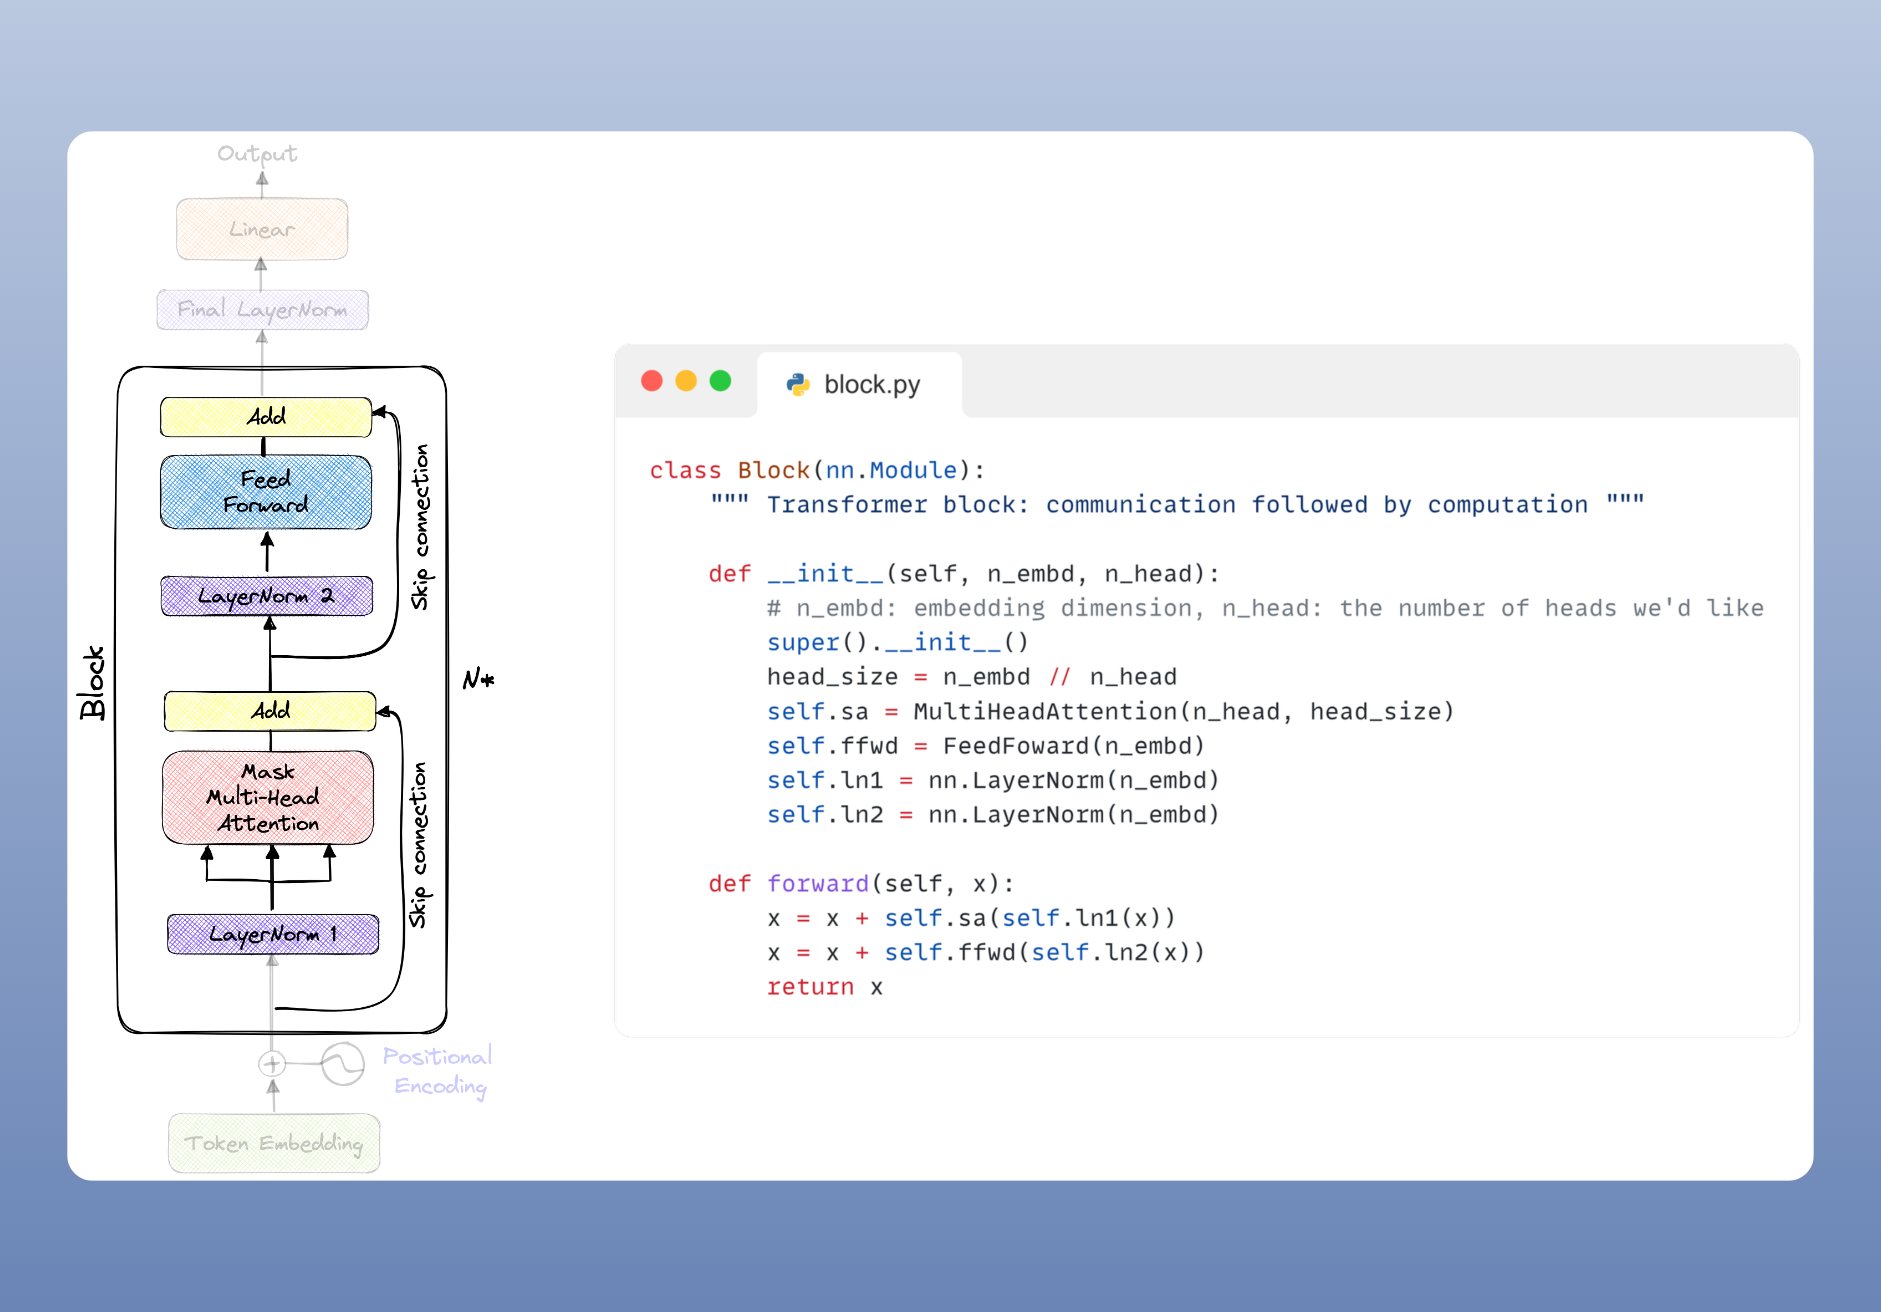 Output
Linear
Final LayerNorm
Add
Feed
Forward
Skip connection
LayerNorm 2
Block
N*
Add
Mask
Multi-Head
Attention
Skip connection
LayerNorm 1
Positional
Encoding
Token Embedding
block.py
class Block(nn.Module):
    """ Transformer block: communication followed by computation """
    def __init__(self, n_embd, n_head):
        # n_embd: embedding dimension, n_head: the number of heads we'd like
        super().__init__()
        head_size = n_embd // n_head
        self.sa = MultiHeadAttention(n_head, head_size)
        self.ffwd = FeedFoward(n_embd)
        self.ln1 = nn.LayerNorm(n_embd)
        self.ln2 = nn.LayerNorm(n_embd)
    def forward(self, x):
        x = x + self.sa(self.ln1(x))
        x = x + self.ffwd(self.ln2(x))
        return x